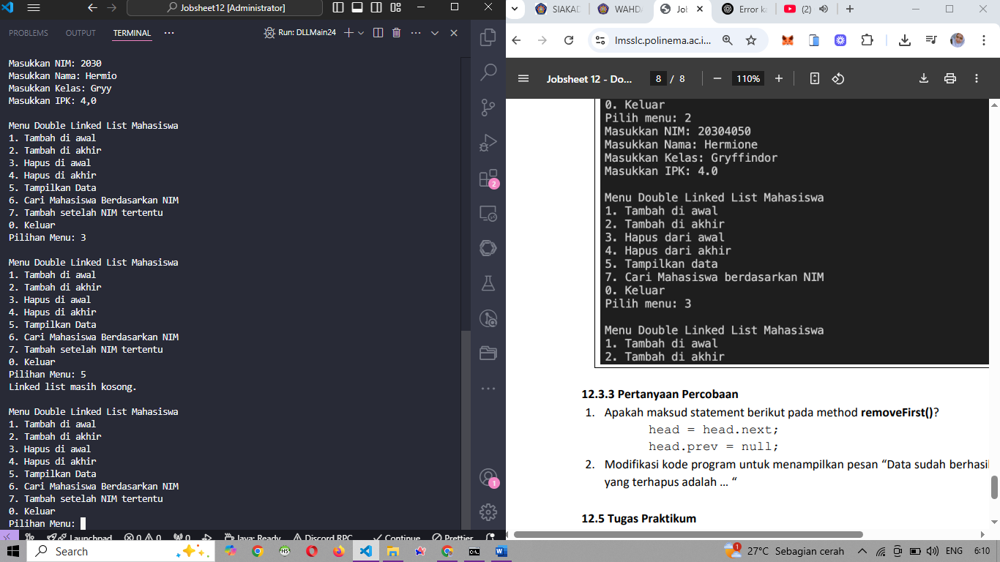 Jobsheet12 [Administrator]
PROBLEMS OUTPUT TERMINAL
Run: DLLMain24
Masukkan NIM: 2030
Masukkan Nama: Hermio
Masukkan Kelas: Gryy
Masukkan IPK: 4,0
Menu Double Linked List Mahasiswa
1. Tambah di awal
2. Tambah di akhir
3. Hapus di awal
4. Hapus di akhir
5. Tampilkan Data
6. Cari Mahasiswa Berdasarkan NIM
7. Tambah setelah NIM tertentu
0. Keluar
Pilihan Menu: 3
Menu Double Linked List Mahasiswa
1. Tambah di awal
2. Tambah di akhir
3. Hapus di awal
4. Hapus di akhir
5. Tampilkan Data
6. Cari Mahasiswa Berdasarkan NIM
7. Tambah setelah NIM tertentu
0. Keluar
Pilihan Menu: 5
Linked list masih kosong.
Menu Double Linked List Mahasiswa
1. Tambah di awal
2. Tambah di akhir
3. Hapus di awal
4. Hapus di akhir
5. Tampilkan Data
6. Cari Mahasiswa Berdasarkan NIM
7. Tambah setelah NIM tertentu
0. Keluar
Pilihan Menu:
2
1
Launchpad 0 0 0 Java: Ready Discord RPC Continue Prettier
SIAKAD WAHDA Jo Error k (2)
lmsslc.polinema.ac.i...
Jobsheet 12 - Do... 8 / 8 110%
0. Keluar
Pilih menu: 2
Masukkan NIM: 20304050
Masukkan Nama: Hermione
Masukkan Kelas: Gryffindor
Masukkan IPK: 4.0
Menu Double Linked List Mahasiswa
1. Tambah di awal
2. Tambah di akhir
3. Hapus dari awal
4. Hapus dari akhir
5. Tampilkan data
7. Cari Mahasiswa berdasarkan NIM
0. Keluar
Pilih menu: 3
Menu Double Linked List Mahasiswa
1. Tambah di awal
2. Tambah di akhir
12.3.3 Pertanyaan Percobaan
1. Apakah maksud statement berikut pada method removeFirst()?
head = head.next;
head.prev = null;
2. Modifikasi kode program untuk menampilkan pesan “Data sudah berhasil
yang terhapus adalah ... “
12.5 Tugas Praktikum
Search
1
27°C Sebagian cerah
ENG 6:10